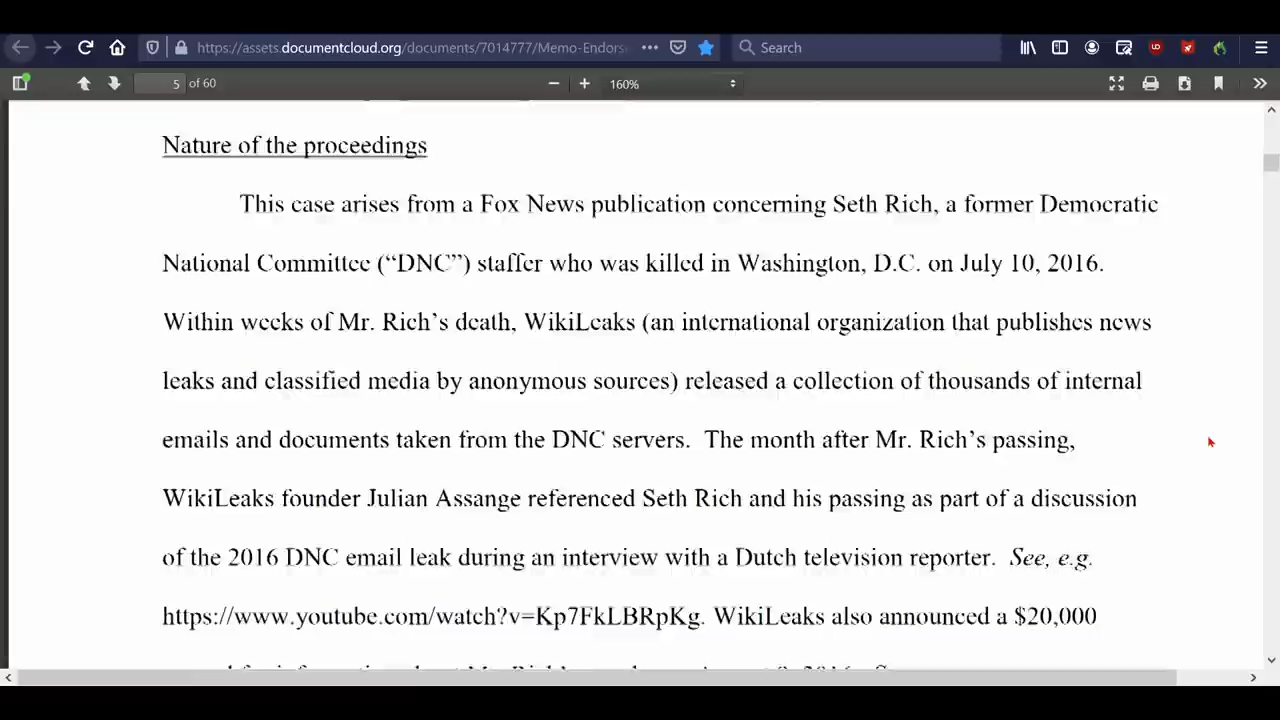 https://assets.documentcloud.org/documents/7014777/Memo-Endorse
Search
5 of 60
160%
Nature of the proceedings
This case arises from a Fox News publication concerning Seth Rich, a former Democratic
National Committee (“DNC”) staffer who was killed in Washington, D.C. on July 10, 2016.
Within weeks of Mr. Rich’s death, WikiLeaks (an international organization that publishes news
leaks and classified media by anonymous sources) released a collection of thousands of internal
emails and documents taken from the DNC servers. The month after Mr. Rich’s passing,
WikiLeaks founder Julian Assange referenced Seth Rich and his passing as part of a discussion
of the 2016 DNC email leak during an interview with a Dutch television reporter. See, e.g.
https://www.youtube.com/watch?v=Kp7FkLBRpKg. WikiLeaks also announced a $20,000